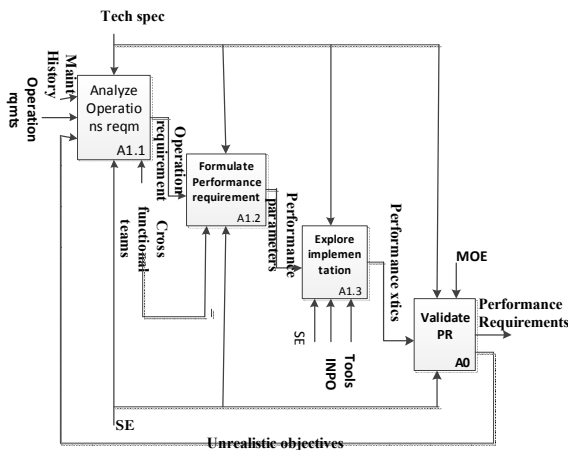 Tech spec
Maint
History
Operation
rqmts
Analyze
Operatio
ns reqm
A1.1
Operation
requirement
Cross
functional
teams
Formulate
Performance
requirement
A1.2
Performance
parameters
Explore
implemen
tation
A1.3
Performance xtics
SE
INPO
Tools
MOE
Validate
PR
A0
Performance
Requirements
SE
Unrealistic objectives